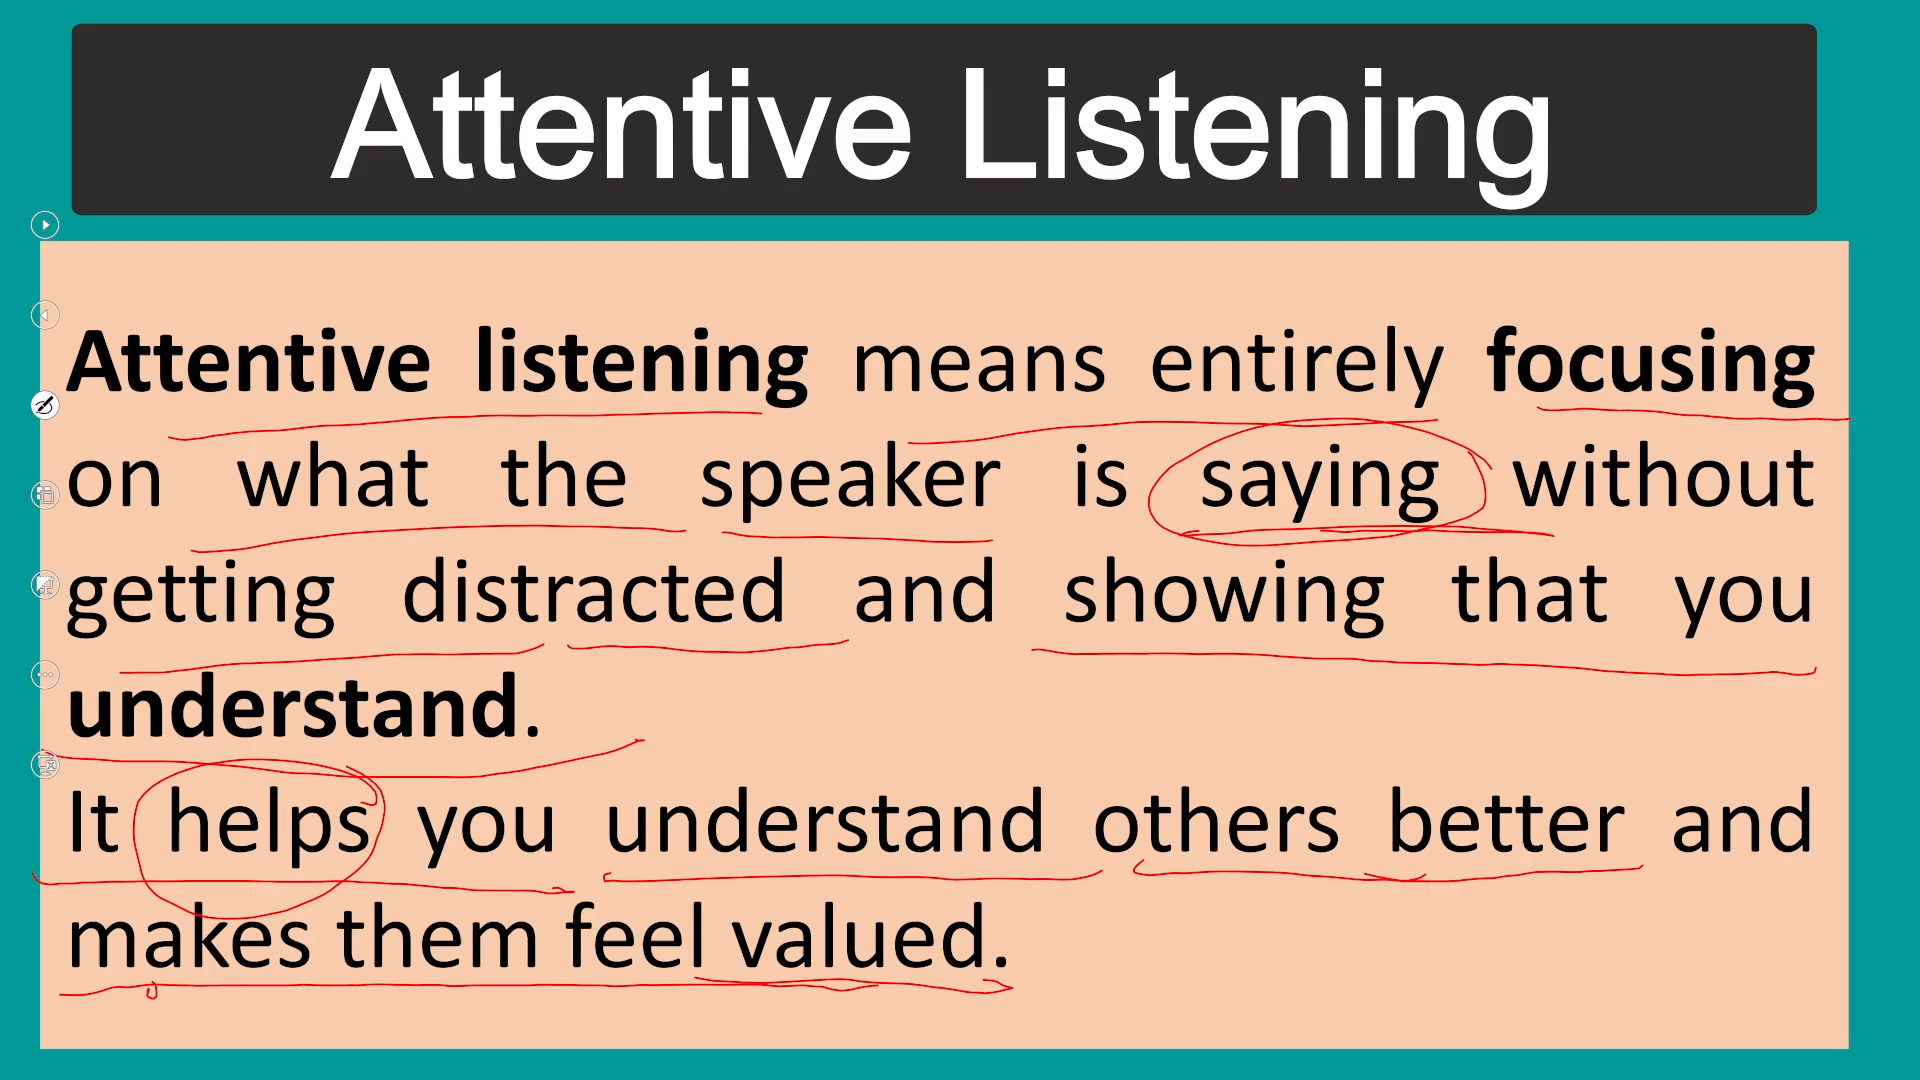 Attentive Listening
Attentive listening means entirely focusing
on what the speaker is saying without
getting distracted and showing that you
understand.
It helps you understand others better and
makes them feel valued.